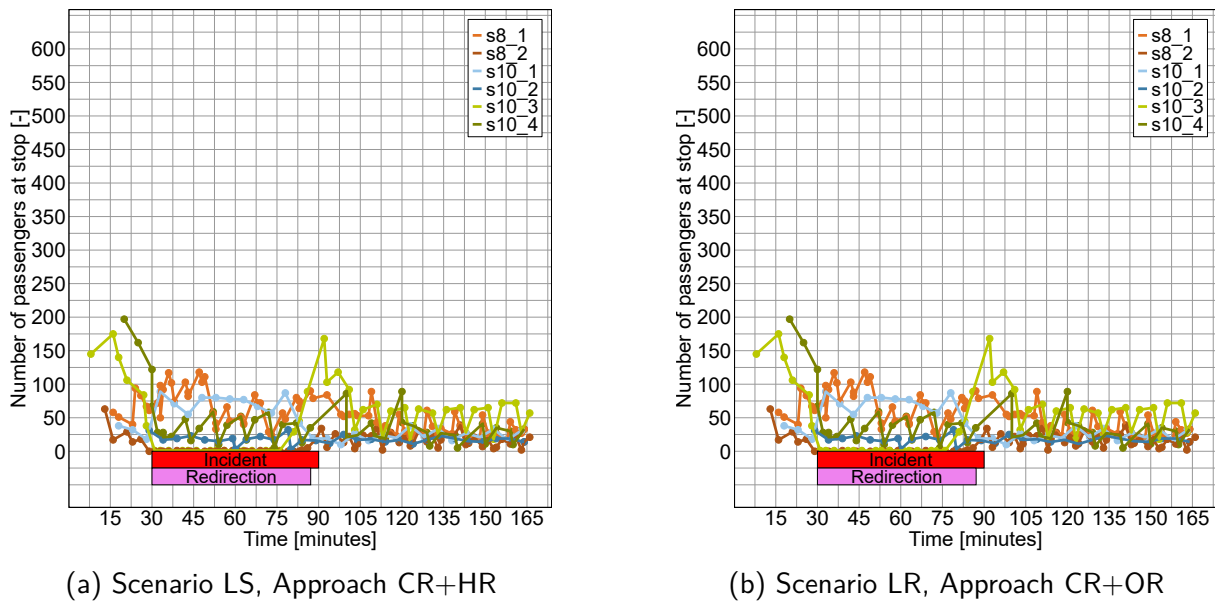 Number of passengers at stop [-]
600
550
500
450
400
350
300
250
200
150
100
50
0
s8_1
s8_2
s10_1
s10_2
s10_3
s10_4
Incident
Redirection
15 30 45 60 75 90 105 120 135 150 165
Time [minutes]
(a) Scenario LS, Approach CR+HR
Number of passengers at stop [-]
600
550
500
450
400
350
300
250
200
150
100
50
0
s8_1
s8_2
s10_1
s10_2
s10_3
s10_4
Incident
Redirection
15 30 45 60 75 90 105 120 135 150 165
Time [minutes]
(b) Scenario LR, Approach CR+OR